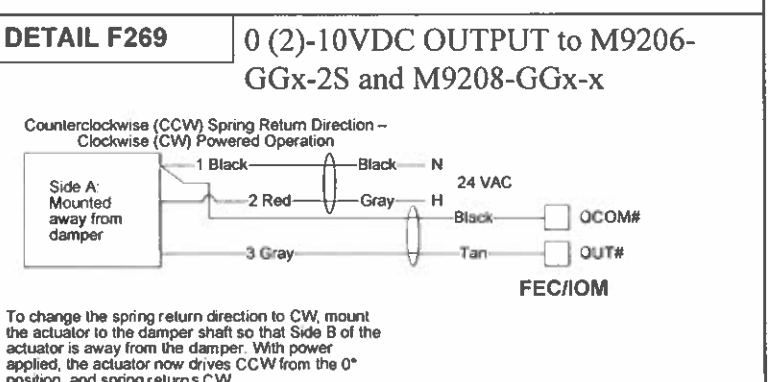 DETAIL F269
0 (2)-10VDC OUTPUT to M9206-
GGx-2S and M9208-GGx-x
Counterclockwise (CCW) Spring Return Direction –
Clockwise (CW) Powered Operation
1 Black Black N
Side A:
Mounted
away from
damper
24 VAC
2 Red Gray H
Black OCOM#
3 Gray Tan OUT#
FEC/IOM
To change the spring return direction to CW, mount
the actuator to the damper shaft so that Side B of the
actuator is away from the damper. With power
applied, the actuator now drives CCW from the 0°
position, and spring returns CW.